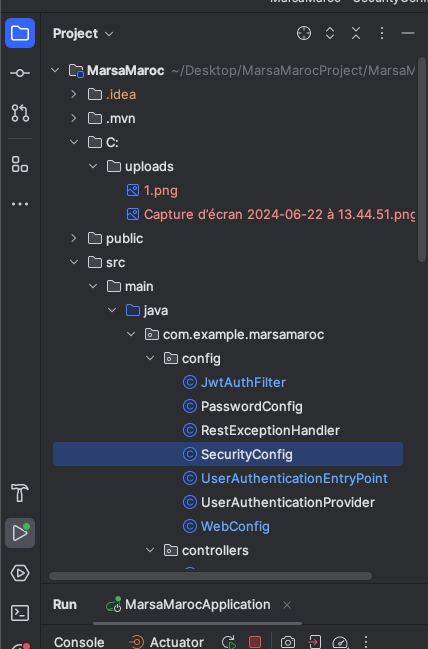 Project
MarsaMaroc ~/Desktop/MarsaMarocProject/MarsaM
.idea
.mvn
C:
uploads
1.png
Capture d’écran 2024-06-22 à 13.44.51.png
public
src
main
java
com.example.marsamaroc
config
JwtAuthFilter
PasswordConfig
RestExceptionHandler
SecurityConfig
UserAuthenticationEntryPoint
UserAuthenticationProvider
WebConfig
controllers
Run MarsaMarocApplication
Console Actuator